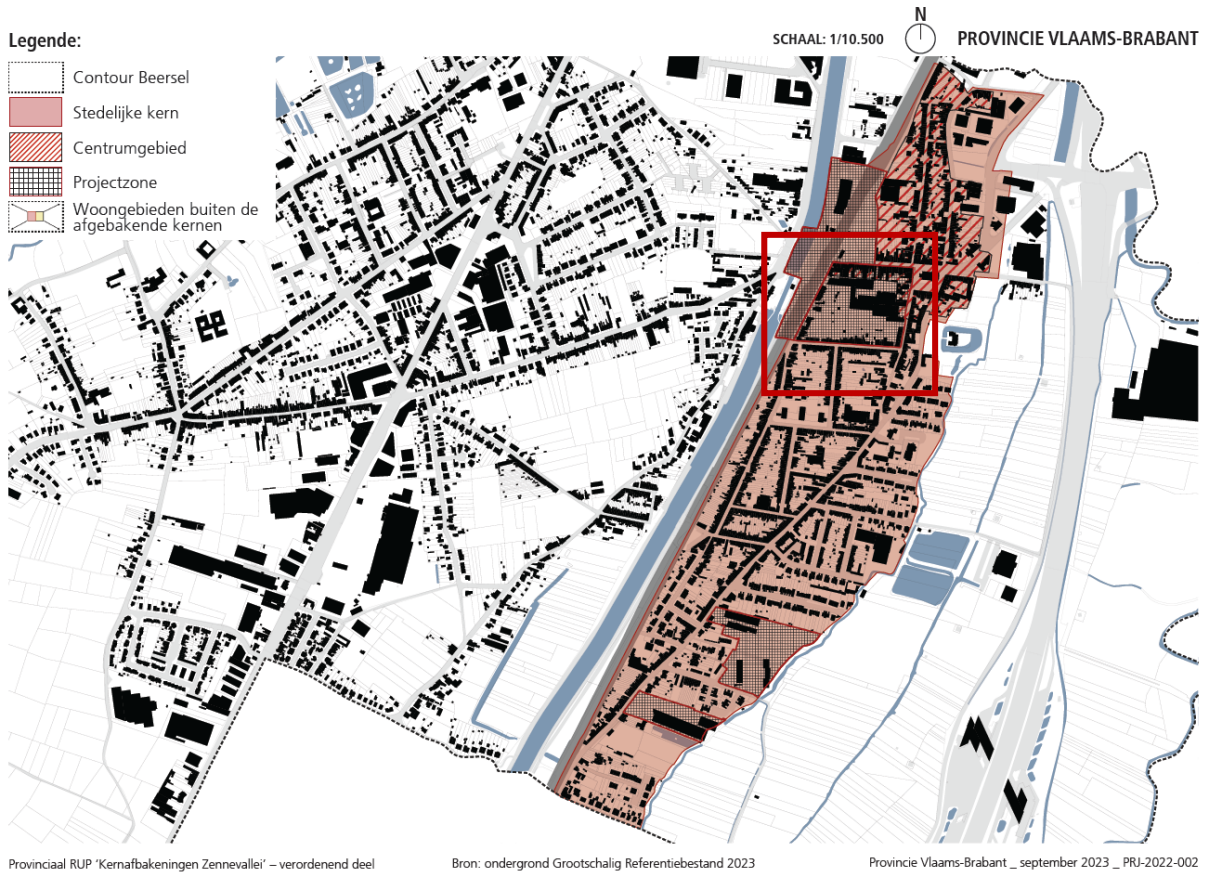 Legende:
SCHAAL: 1/10.500
N
PROVINCIE VLAAMS-BRABANT
Contour Beersel
Stedelijke kern
Centrumgebied
Projectzone
Woongebieden buiten de
afgebakende kernen
Provinciaal RUP 'Kernafbakeningen Zennevallei' – verordenend deel
Bron: ondergrond Grootschalig Referentiebestand 2023
Provincie Vlaams-Brabant _ september 2023 _ PRJ-2022-002